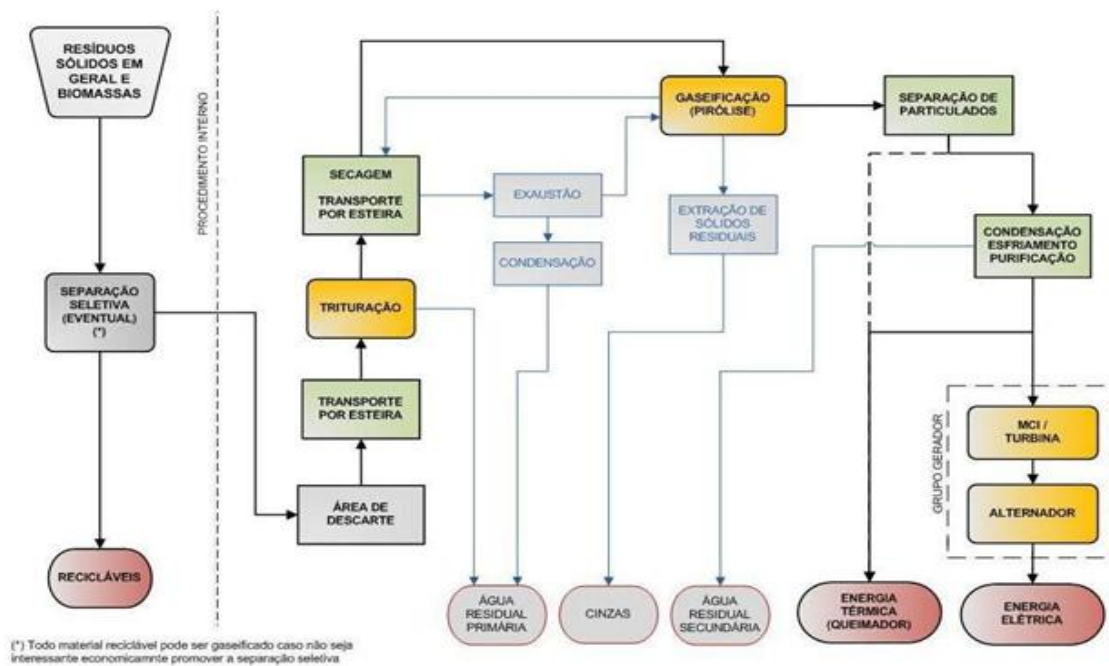 RESÍDUOS
SÓLIDOS EM
GERAL E
BIOMASSAS
PROCEDIMENTO INTERNO
SEPARAÇÃO
SELETIVA
(EVENTUAL)
(*)
RECICLÁVEIS
SECAGEM
TRANSPORTE
POR ESTEIRA
TRITURAÇÃO
TRANSPORTE
POR ESTEIRA
ÁREA DE
DESCARTE
EXAUSTÃO
CONDENSAÇÃO
GASEIFICAÇÃO
(PIRÓLISE)
EXTRAÇÃO DE
SÓLIDOS
RESIDUAIS
SEPARAÇÃO DE
PARTICULADOS
CONDENSAÇÃO
ESFRIAMENTO
PURIFICAÇÃO
GRUPO GERADOR
MCI /
TURBINA
ALTERNADOR
ÁGUA
RESIDUAL
PRIMÁRIA
CINZAS
ÁGUA
RESIDUAL
SECUNDÁRIA
ENERGIA
TÉRMICA
(QUEIMADOR)
ENERGIA
ELÉTRICA
(*) Todo material reciclável pode ser gaseificado caso não seja
interessante economicamnte promover a separação seletiva